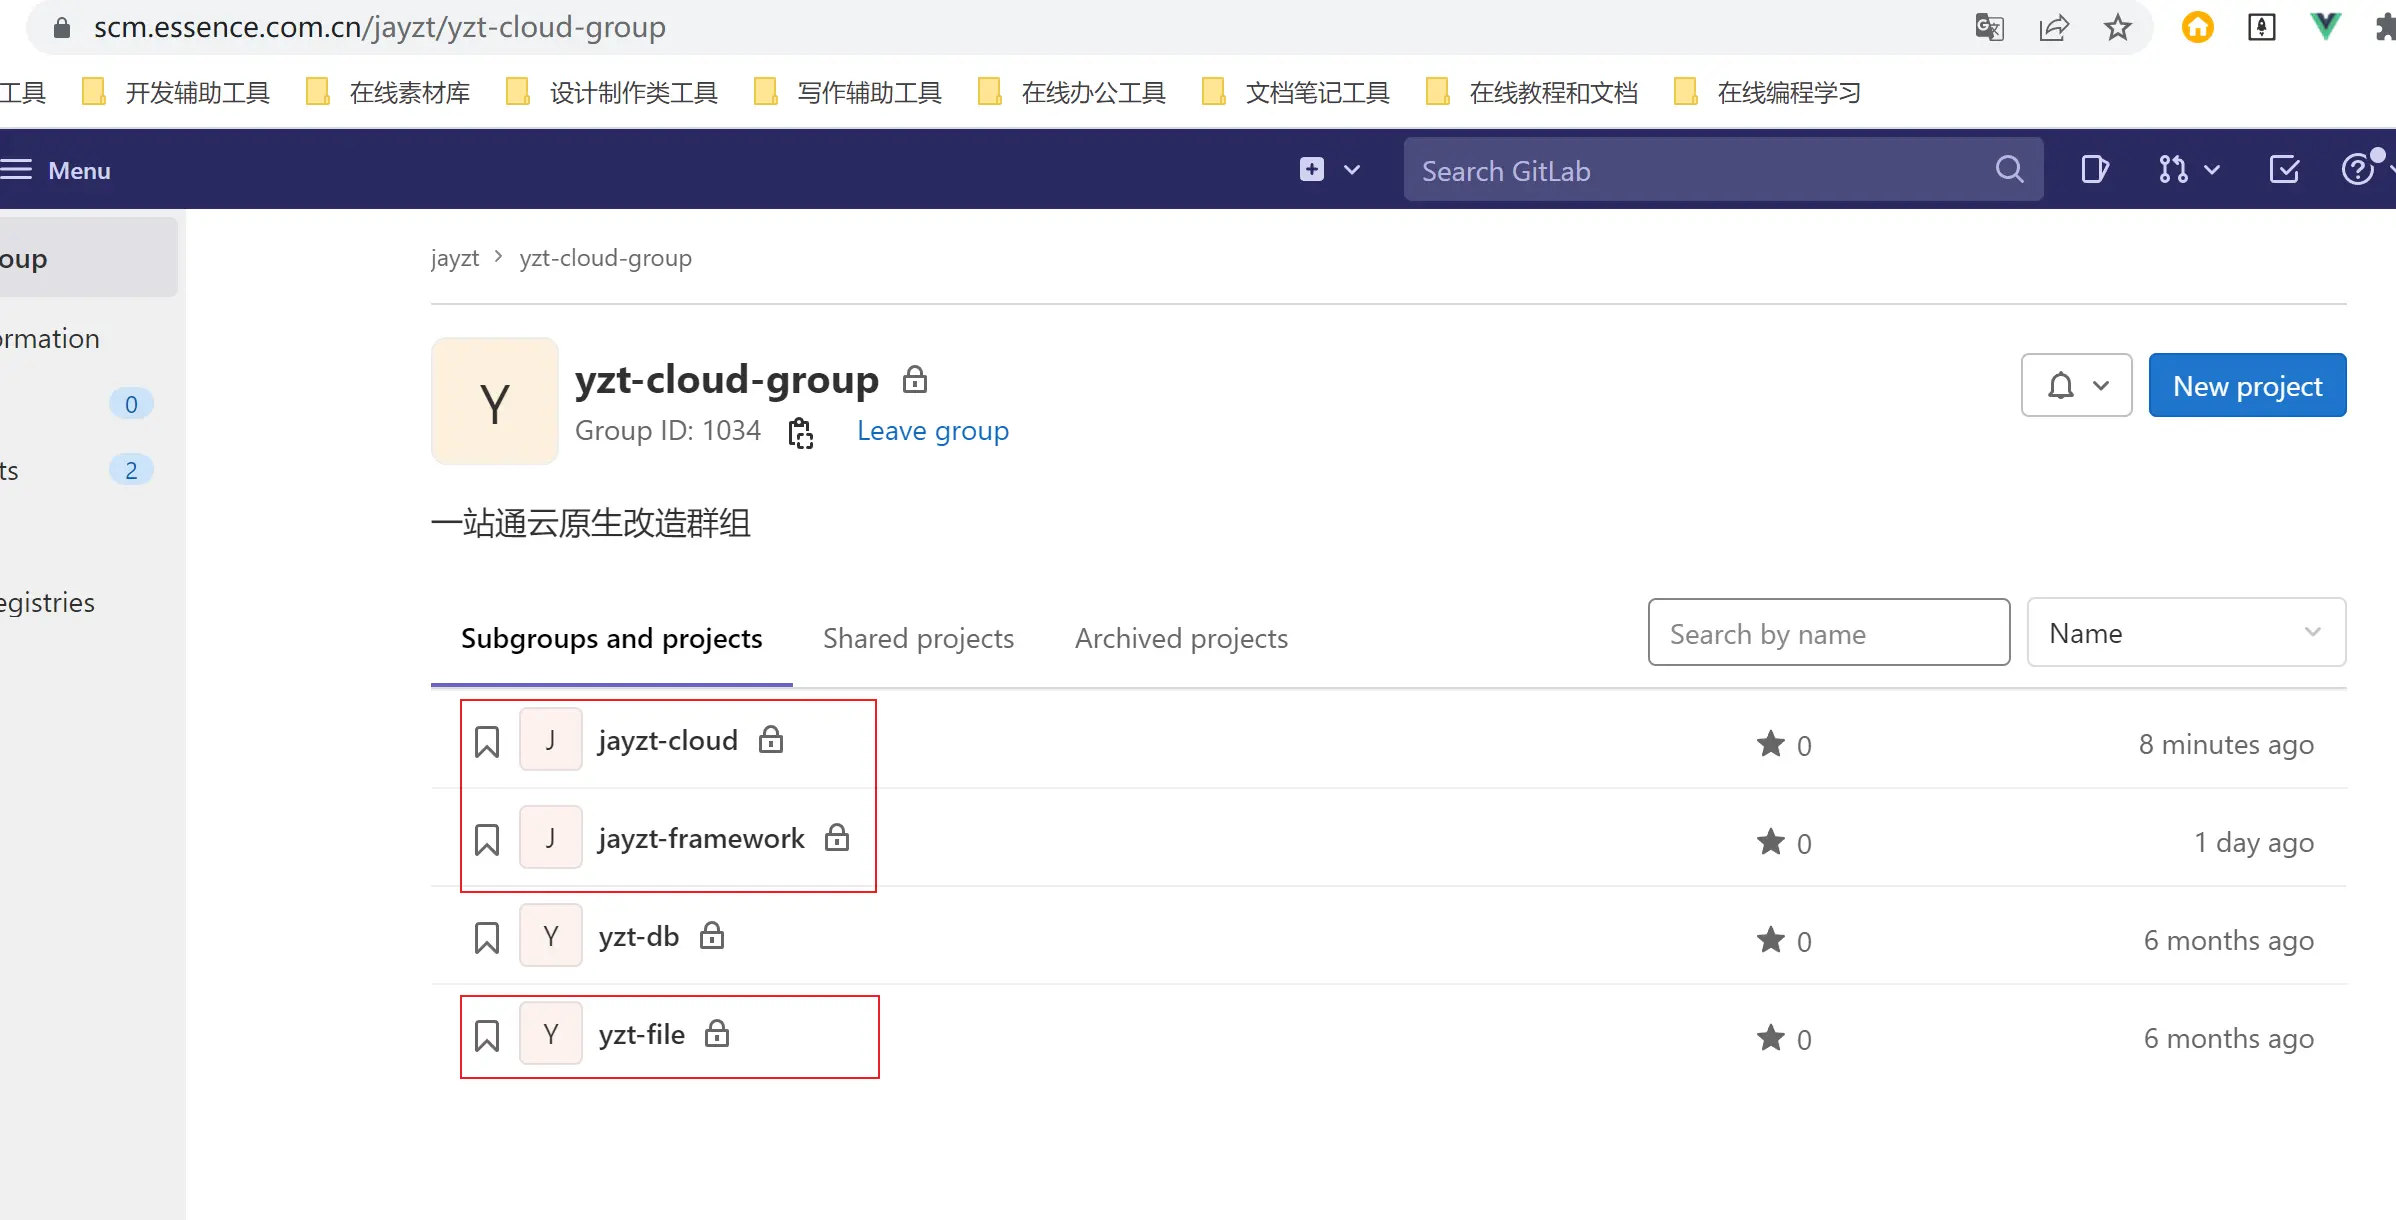 scm.essence.com.cn/jayzt/yzt-cloud-group
工具 开发辅助工具 在线素材库 设计制作类工具 写作辅助工具 在线办公工具 文档笔记工具 在线教程和文档 在线编程学习
Menu Search GitLab
oup
jayzt > yzt-cloud-group
ormation
0
ts 2
egistries
Y
yzt-cloud-group
Group ID: 1034 Leave group
New project
一站通云原生改造群组
Subgroups and projects Shared projects Archived projects Search by name Name
J jayzt-cloud 0 8 minutes ago
J jayzt-framework 0 1 day ago
Y yzt-db 0 6 months ago
Y yzt-file 0 6 months ago